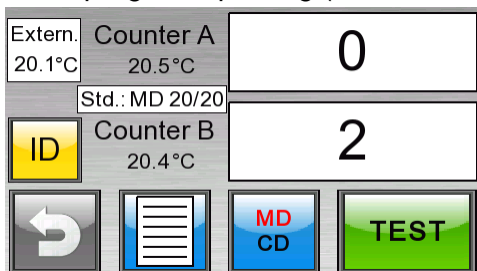 Extern.
20.1°C
Counter A
20.5°C
0
Std.: MD 20/20
ID
Counter B
20.4°C
2
MD
CD
TEST